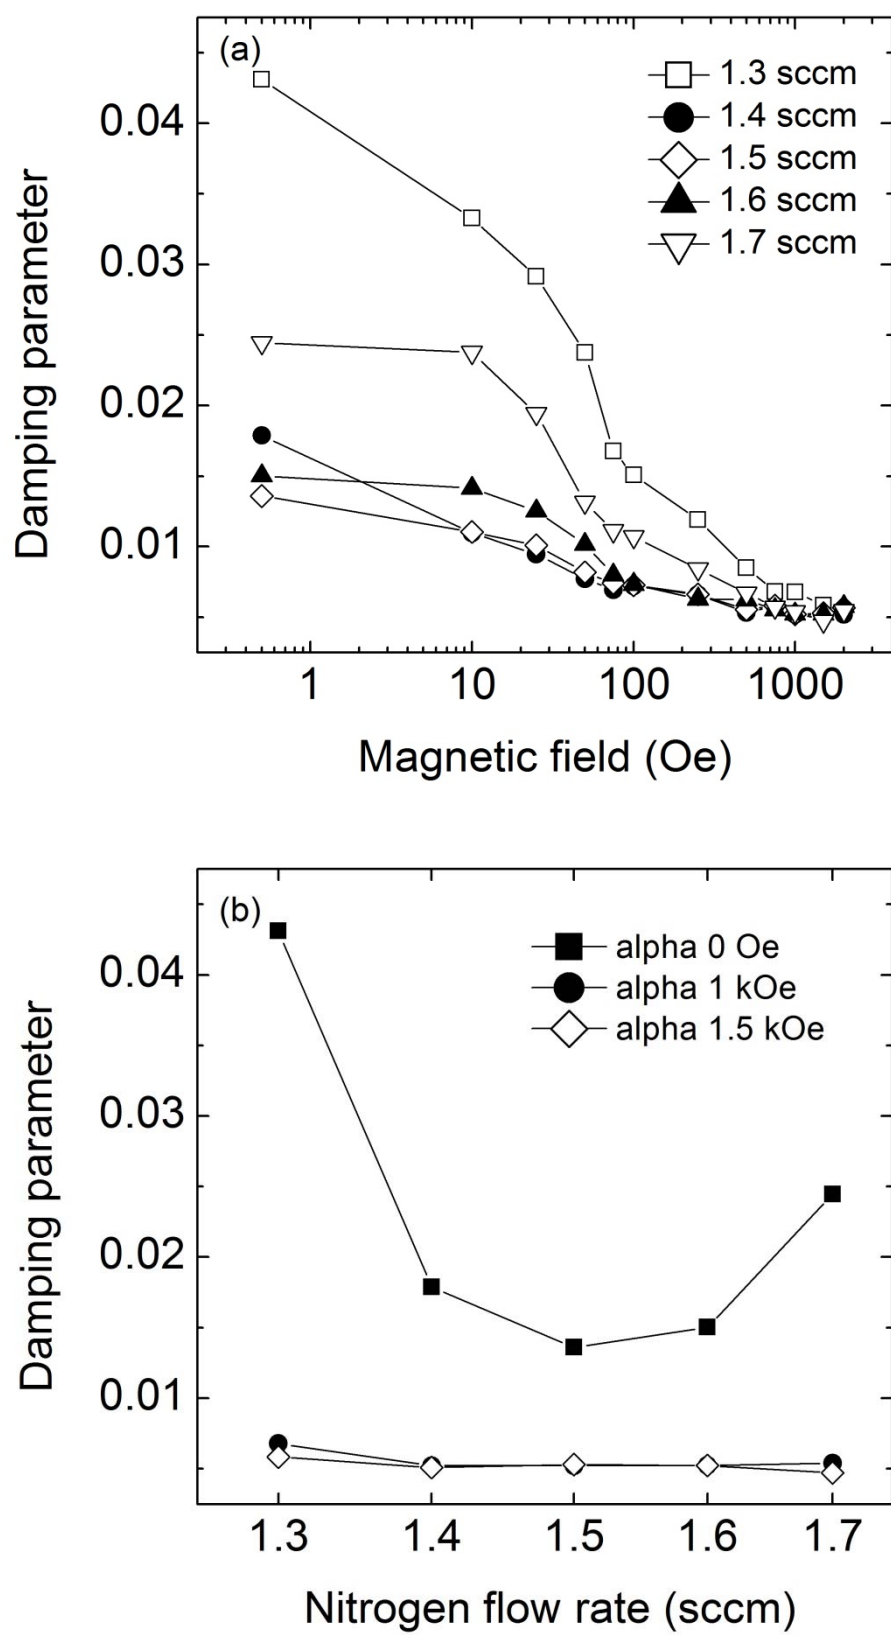 (a)
1.3 sccm
1.4 sccm
1.5 sccm
1.6 sccm
1.7 sccm
0.04
0.03
0.02
0.01
Damping parameter
1 10 100 1000
Magnetic field (Oe)
(b)
alpha 0 Oe
alpha 1 kOe
alpha 1.5 kOe
0.04
0.03
0.02
0.01
Damping parameter
1.3 1.4 1.5 1.6 1.7
Nitrogen flow rate (sccm)